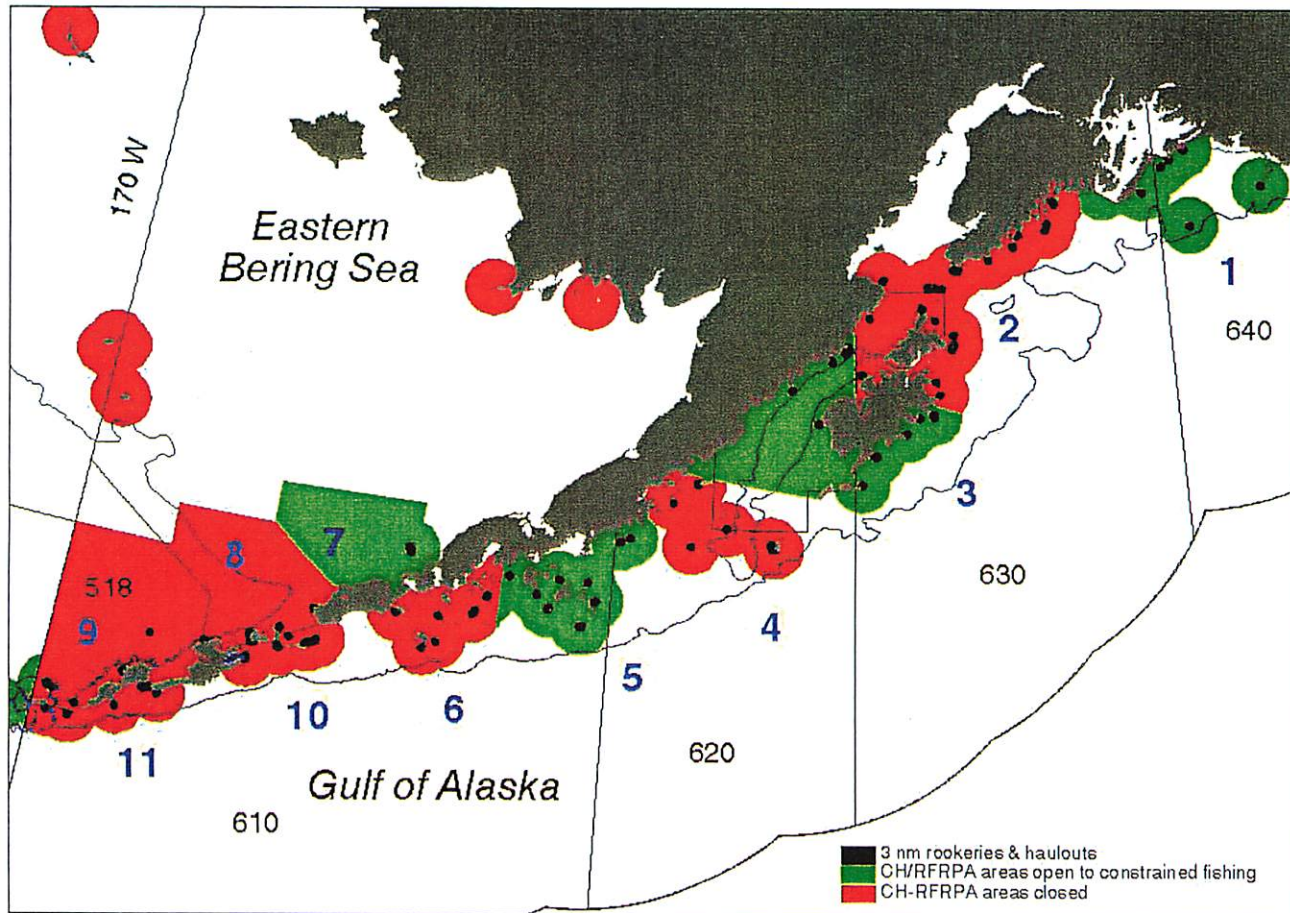 170 W
Eastern
Bering Sea
1
2
640
3
7
8
518
9
630
4
5
6
10
11
620
Gulf of Alaska
610
3 nm rookeries & haulouts
CH/RFRPA areas open to constrained fishing
CH-RFRPA areas closed